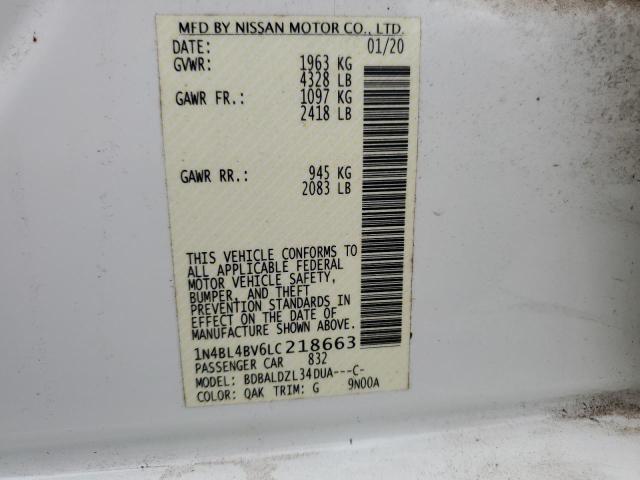 MFD BY NISSAN MOTOR CO., LTD.
DATE: 01/20
GVWR: 1963 KG
4328 LB
GAWR FR.: 1097 KG
2418 LB
GAWR RR.: 945 KG
2083 LB
THIS VEHICLE CONFORMS TO
ALL APPLICABLE FEDERAL
MOTOR VEHICLE SAFETY,
BUMPER, AND THEFT
PREVENTION STANDARDS IN
EFFECT ON THE DATE OF
MANUFACTURE SHOWN ABOVE.
1N4BL4BV6LC218663
PASSENGER CAR 832
MODEL: BDBALDZL34DUA---C-
COLOR: QAK TRIM: G 9N00A